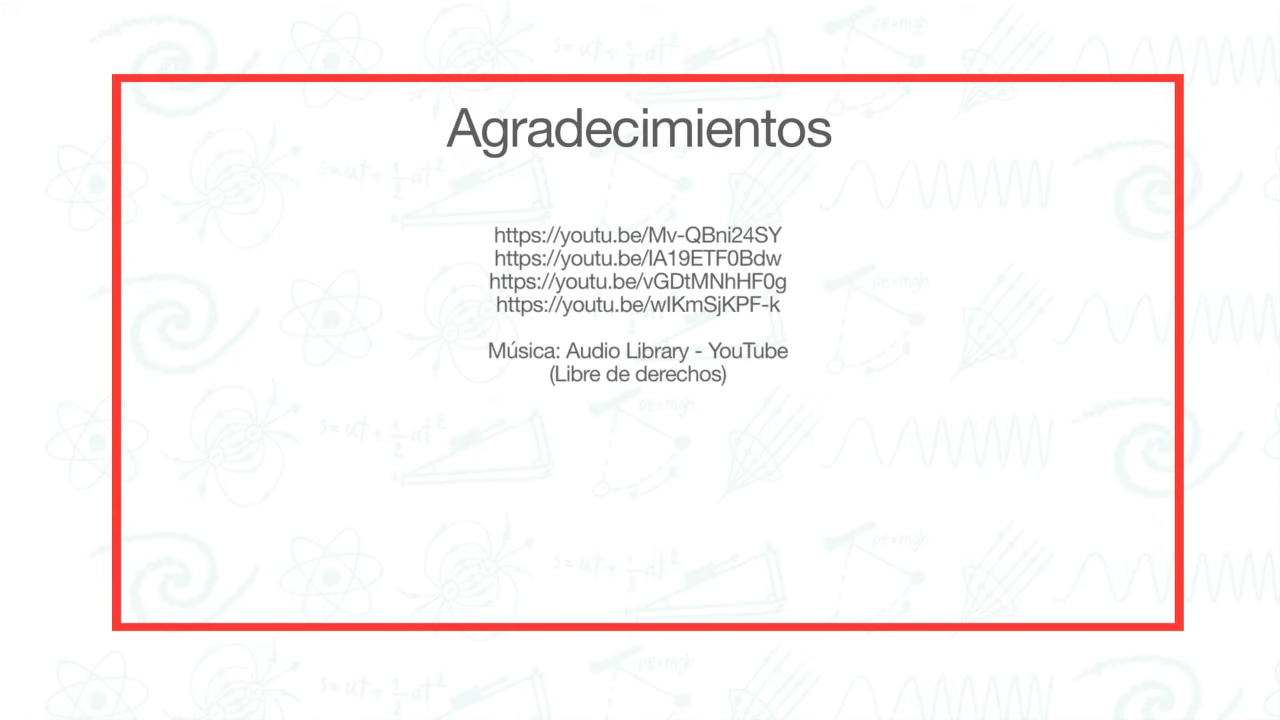 Agradecimientos
https://youtu.be/Mv-QBni24SY
https://youtu.be/IA19ETF0Bdw
https://youtu.be/vGDtMNhHF0g
https://youtu.be/wIKmSjKPF-k
Música: Audio Library - YouTube
(Libre de derechos)